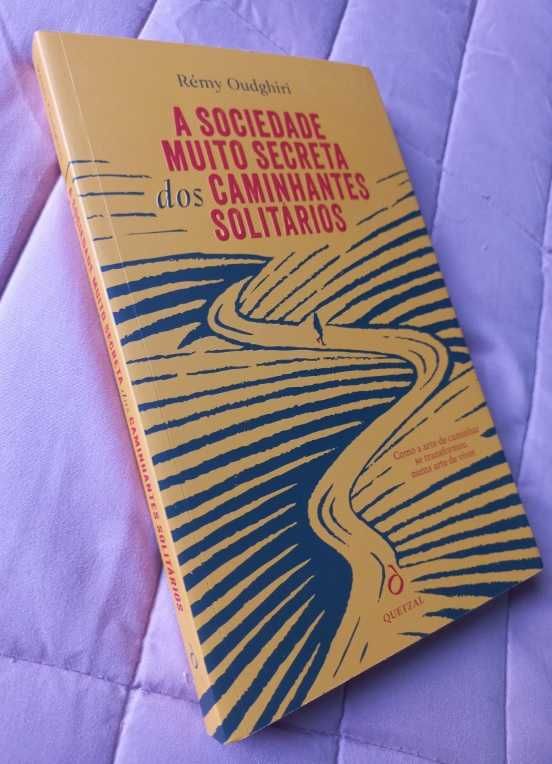 Rémy Oudghiri
A SOCIEDADE
MUITO SECRETA
dos CAMINHANTES
SOLITÁRIOS
Como a arte de caminhar
se transformou
numa arte de viver
QUETZAL
A SOCIEDADE MUITO SECRETA dos CAMINHANTES SOLITÁRIOS